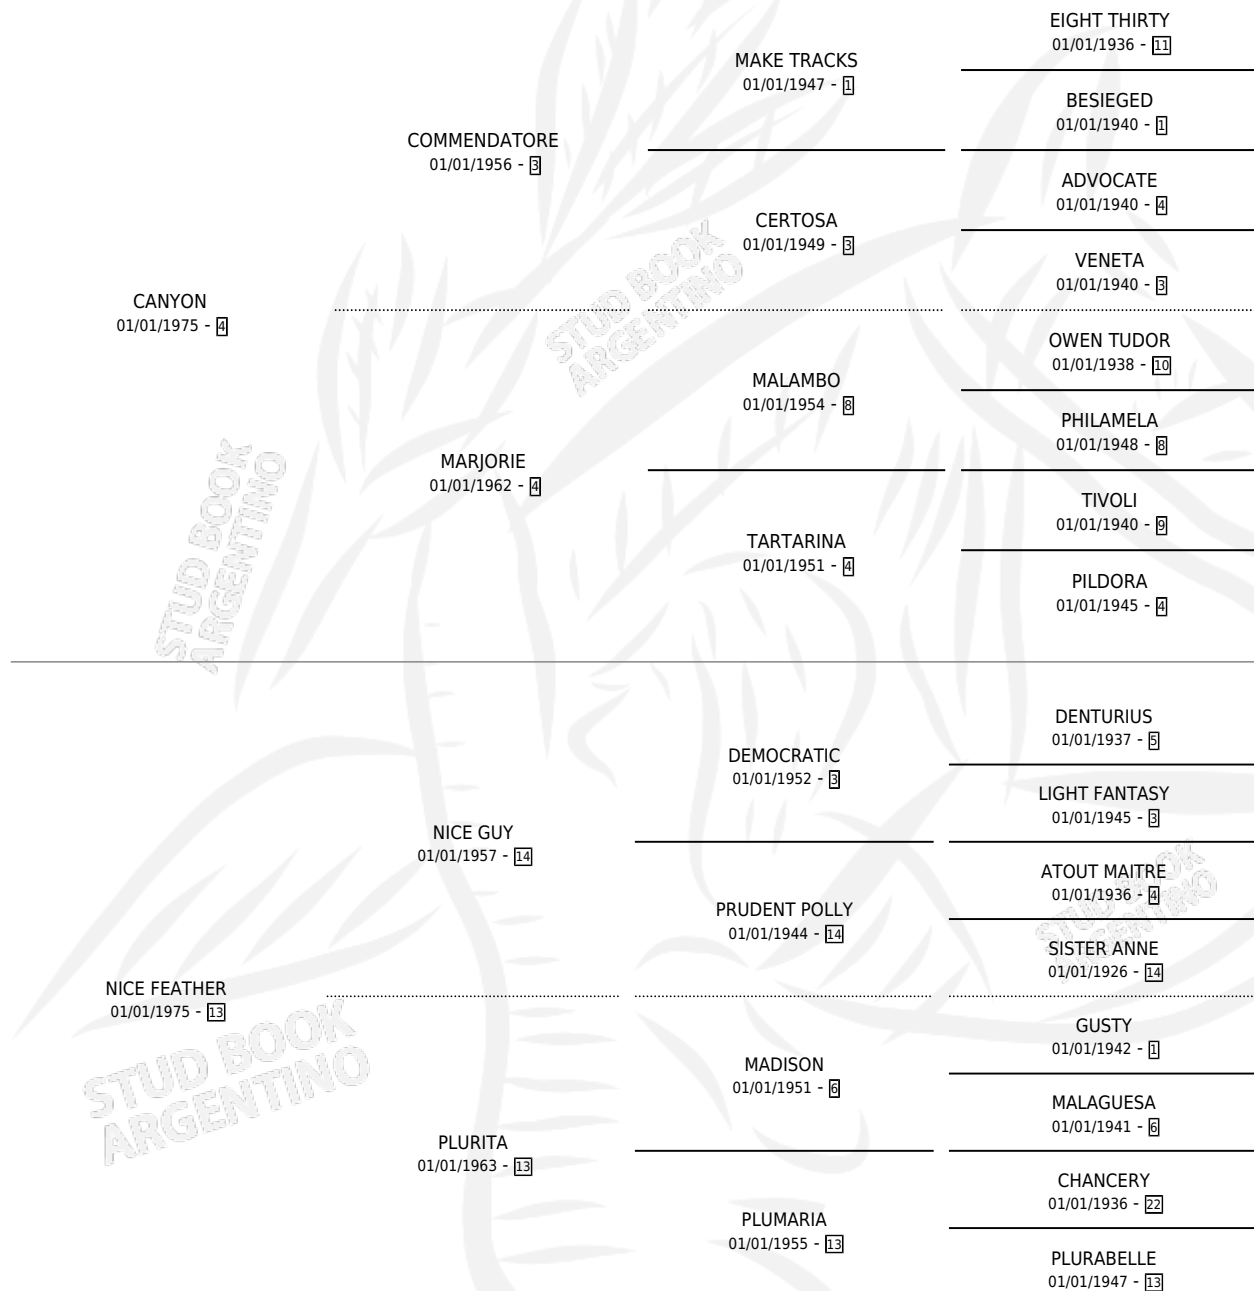 EIGHT THIRTY
01/01/1936 - 11
MAKE TRACKS
01/01/1947 - 1
BESIEGED
01/01/1940 - 1
COMMENDATORE
01/01/1956 - 3
ADVOCATE
01/01/1940 - 4
CERTOSA
01/01/1949 - 3
VENETA
01/01/1940 - 3
CANYON
01/01/1975 - 4
OWEN TUDOR
01/01/1938 - 10
MALAMBO
01/01/1954 - 8
PHILAMELA
01/01/1948 - 8
MARJORIE
01/01/1962 - 4
TIVOLI
01/01/1940 - 9
TARTARINA
01/01/1951 - 4
PILDORA
01/01/1945 - 4
DENTURIUS
01/01/1937 - 5
DEMOCRATIC
01/01/1952 - 3
LIGHT FANTASY
01/01/1945 - 3
NICE GUY
01/01/1957 - 14
ATOUT MAITRE
01/01/1936 - 4
PRUDENT POLLY
01/01/1944 - 14
SISTER ANNE
01/01/1926 - 14
NICE FEATHER
01/01/1975 - 13
GUSTY
01/01/1942 - 1
MADISON
01/01/1951 - 6
MALAGUESA
01/01/1941 - 6
PLURITA
01/01/1963 - 13
CHANCERY
01/01/1936 - 22
PLUMARIA
01/01/1955 - 13
PLURABELLE
01/01/1947 - 13
STUD BOOK
ARGENTINO
STUD BOOK
ARGENTINO
STUD BOOK
ARGENTINO
STUD BOOK
ARGENTINO